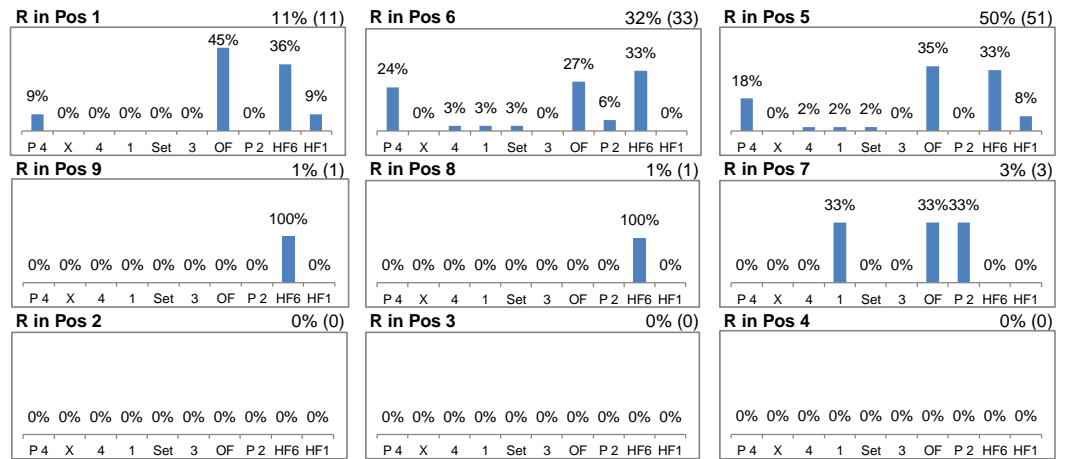 R in Pos 1 11% (11)
45%
36%
9% 0% 0% 0% 0% 0% 0% 9%
P 4 X 4 1 Set 3 OF P 2 HF6 HF1
R in Pos 6 32% (33)
33%
24% 27%
0% 3% 3% 3% 0% 6% 0%
P 4 X 4 1 Set 3 OF P 2 HF6 HF1
R in Pos 5 50% (51)
35% 33%
18% 0% 2% 2% 2% 0% 0% 8%
P 4 X 4 1 Set 3 OF P 2 HF6 HF1
R in Pos 9 1% (1)
100%
0% 0% 0% 0% 0% 0% 0% 0% 0%
P 4 X 4 1 Set 3 OF P 2 HF6 HF1
R in Pos 8 1% (1)
100%
0% 0% 0% 0% 0% 0% 0% 0% 0%
P 4 X 4 1 Set 3 OF P 2 HF6 HF1
R in Pos 7 3% (3)
33% 33% 33%
0% 0% 0% 0% 0% 0% 0%
P 4 X 4 1 Set 3 OF P 2 HF6 HF1
R in Pos 2 0% (0)
0% 0% 0% 0% 0% 0% 0% 0% 0% 0%
P 4 X 4 1 Set 3 OF P 2 HF6 HF1
R in Pos 3 0% (0)
0% 0% 0% 0% 0% 0% 0% 0% 0% 0%
P 4 X 4 1 Set 3 OF P 2 HF6 HF1
R in Pos 4 0% (0)
0% 0% 0% 0% 0% 0% 0% 0% 0% 0%
P 4 X 4 1 Set 3 OF P 2 HF6 HF1